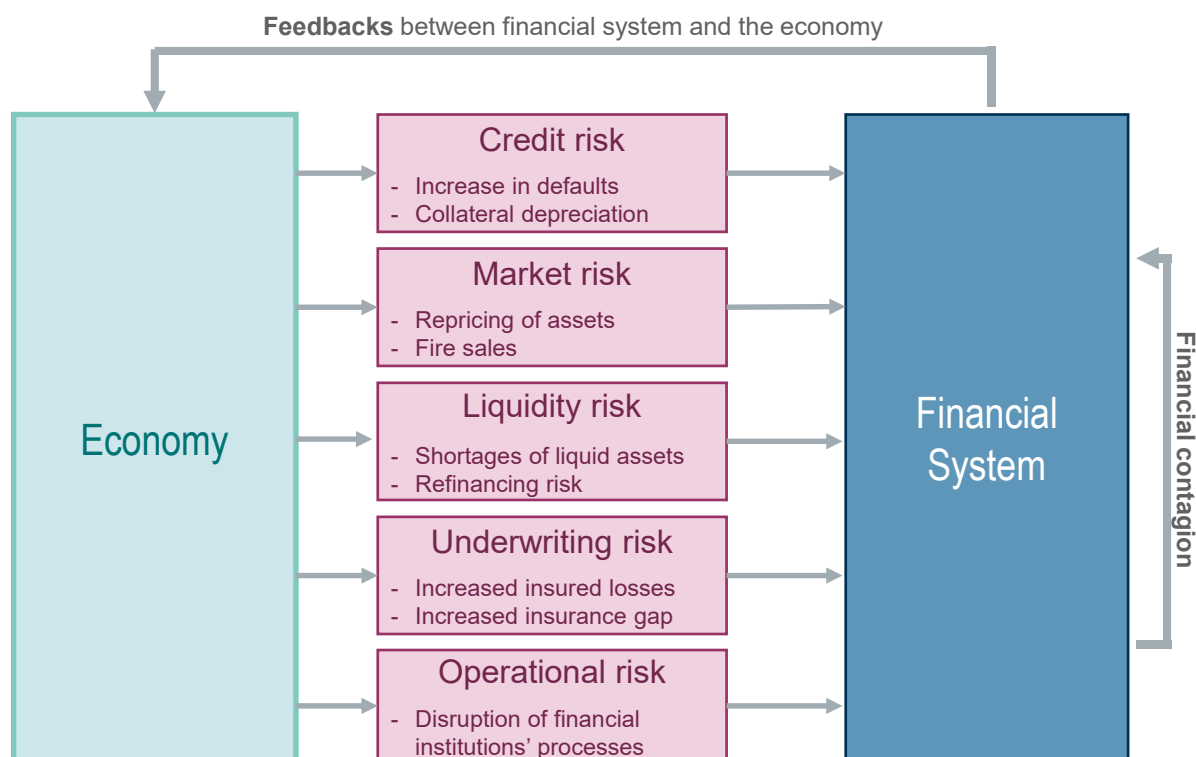 Feedbacks between financial system and the economy
Economy
Credit risk
- Increase in defaults
- Collateral depreciation
Market risk
- Repricing of assets
- Fire sales
Liquidity risk
- Shortages of liquid assets
- Refinancing risk
Underwriting risk
- Increased insured losses
- Increased insurance gap
Operational risk
- Disruption of financial
institutions’ processes
Financial
System
Financial contagion